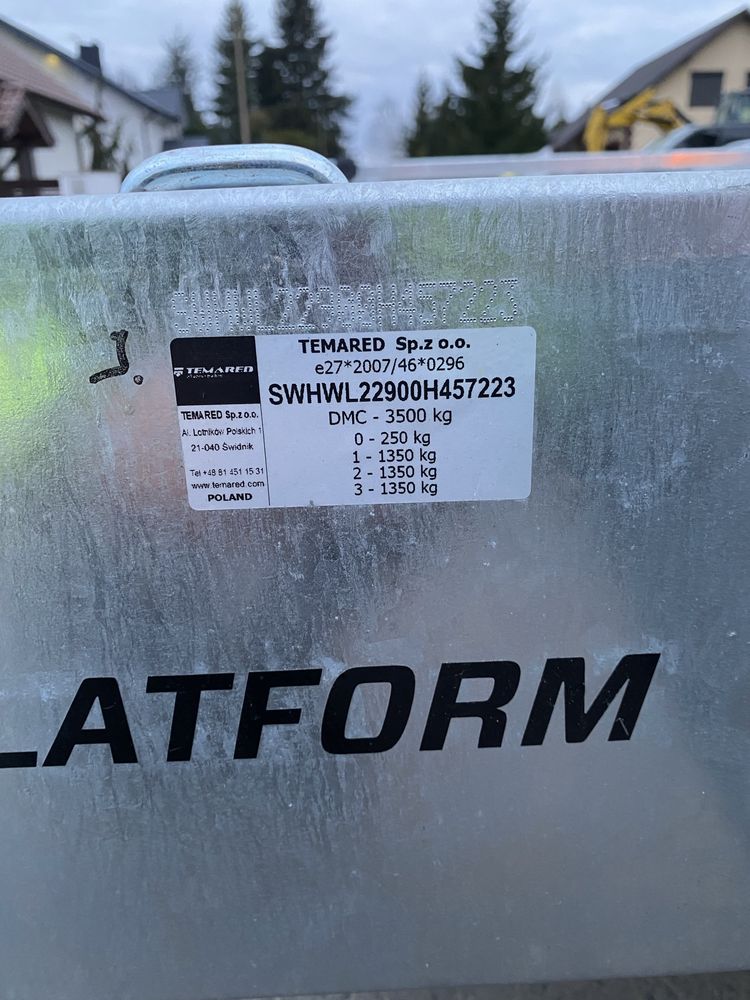 SWHWL22900H457223
TEMARED Sp.z o.o.
e27*2007/46*0296
SWHWL22900H457223
DMC - 3500 kg
0 - 250 kg
1 - 1350 kg
2 - 1350 kg
3 - 1350 kg
TEMARED
TEMARED Sp.z o.o.
Al. Lotników Polskich 1
21-040 Świdnik
Tel +48 81 451 15 31
www.temared.com
POLAND
LATFORM